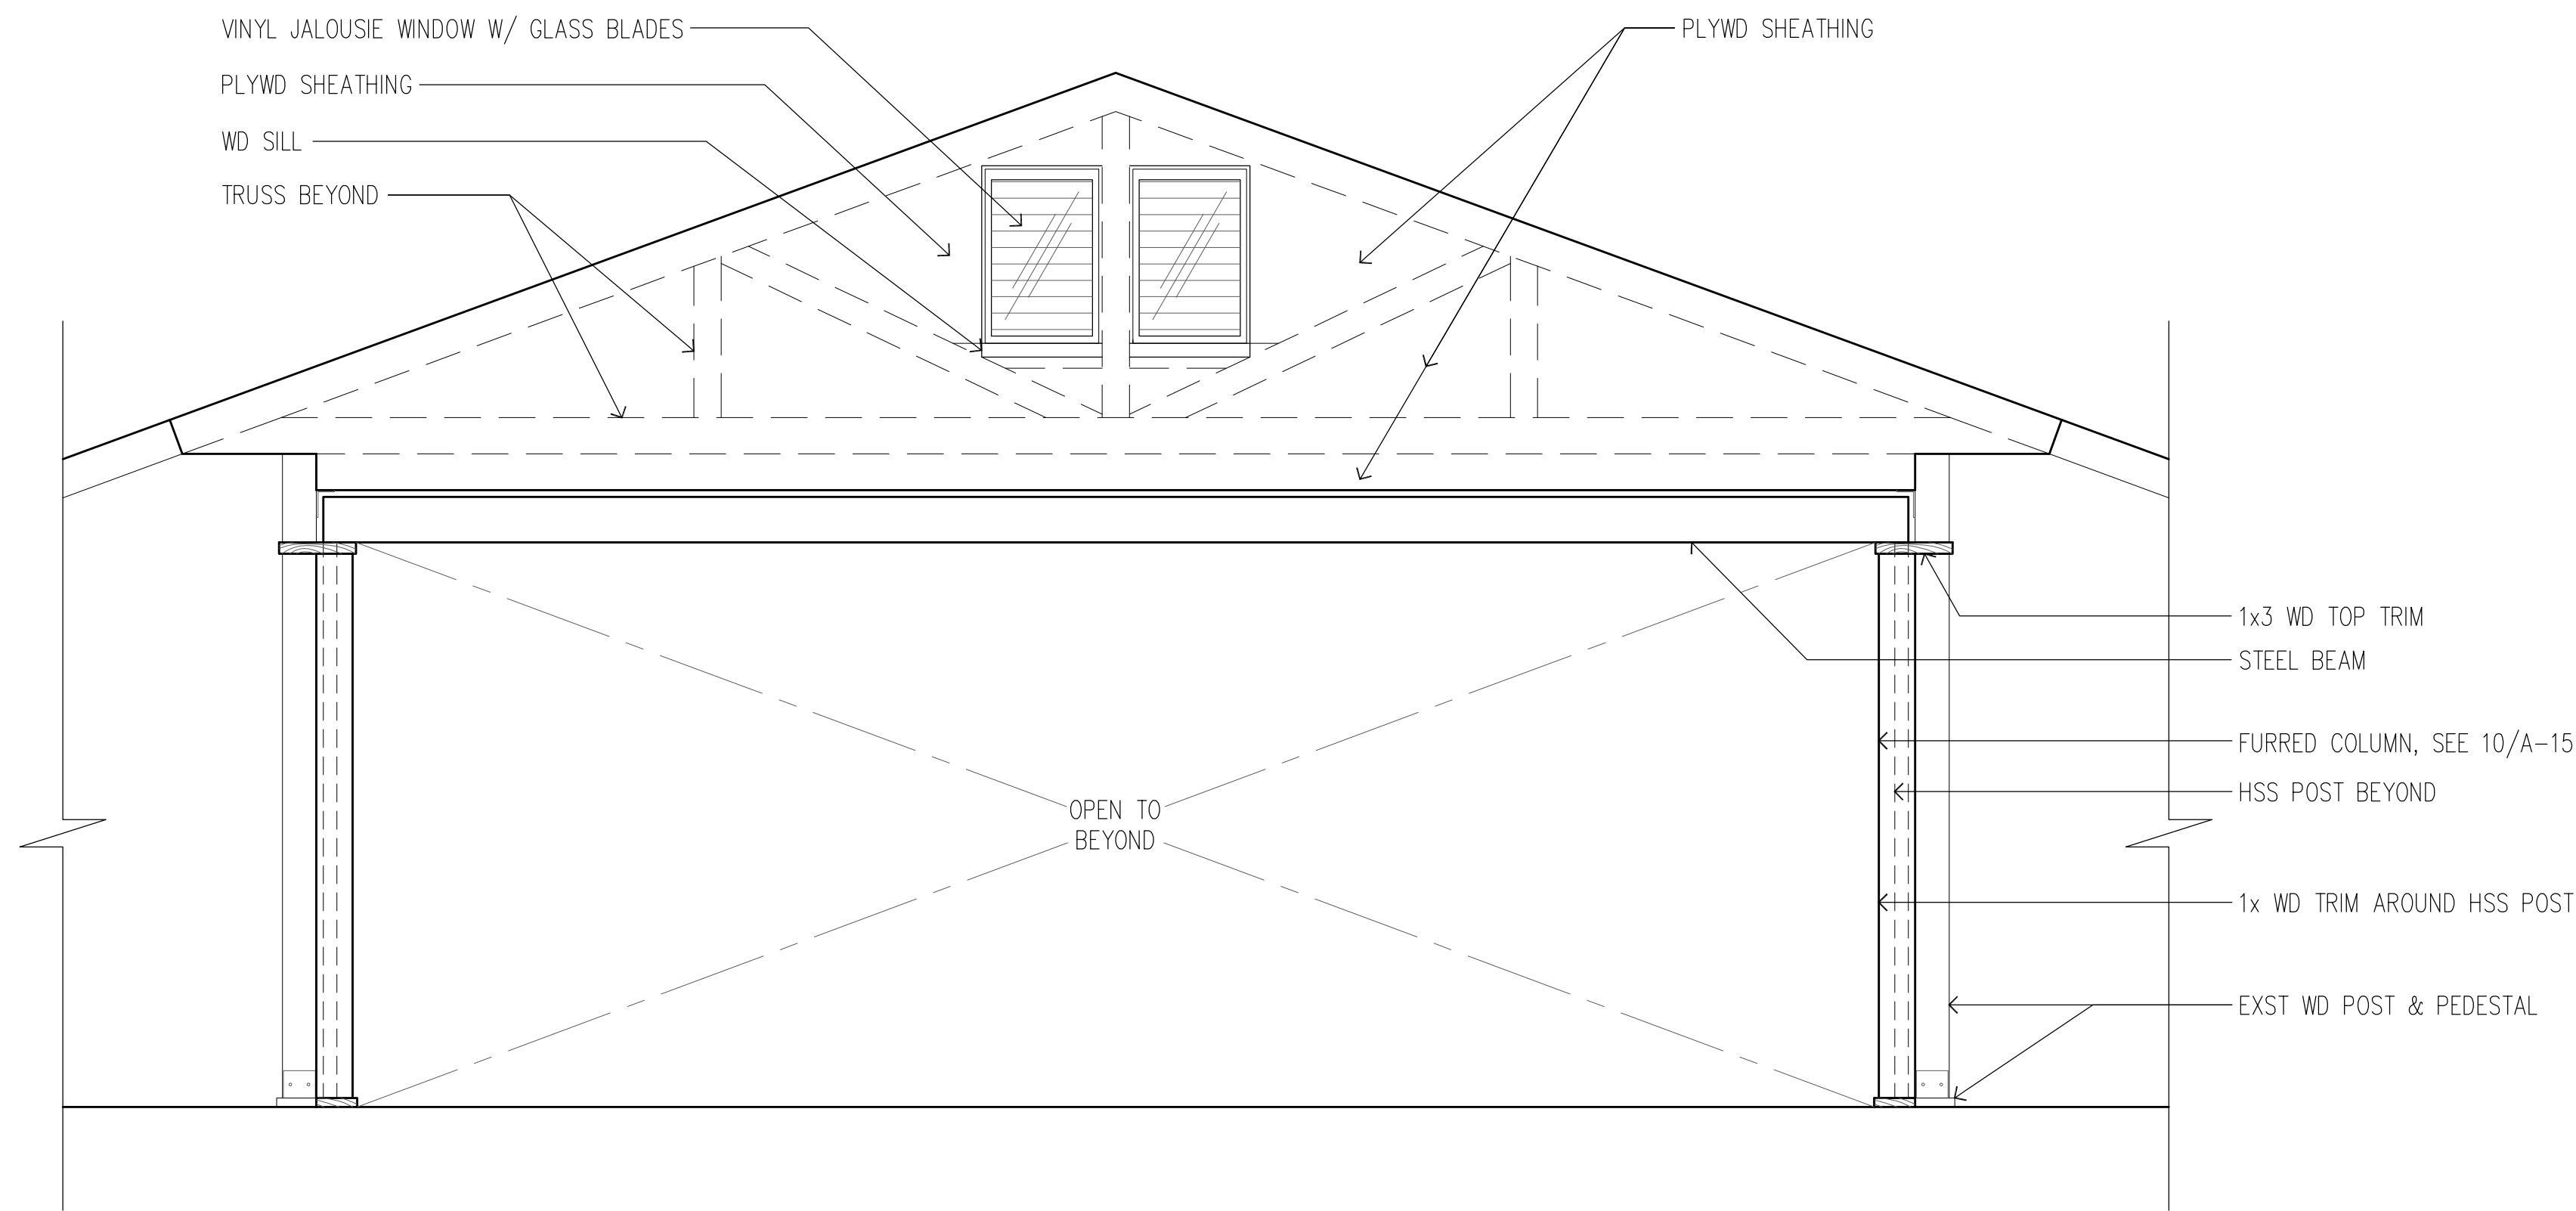 VINYL JALOUSIE WINDOW W/ GLASS BLADES
PLYWD SHEATHING
WD SILL
TRUSS BEYOND
PLYWD SHEATHING
1x3 WD TOP TRIM
STEEL BEAM
FURRED COLUMN, SEE 10/A-15
HSS POST BEYOND
OPEN TO
BEYOND
1x WD TRIM AROUND HSS POST
EXST WD POST & PEDESTAL